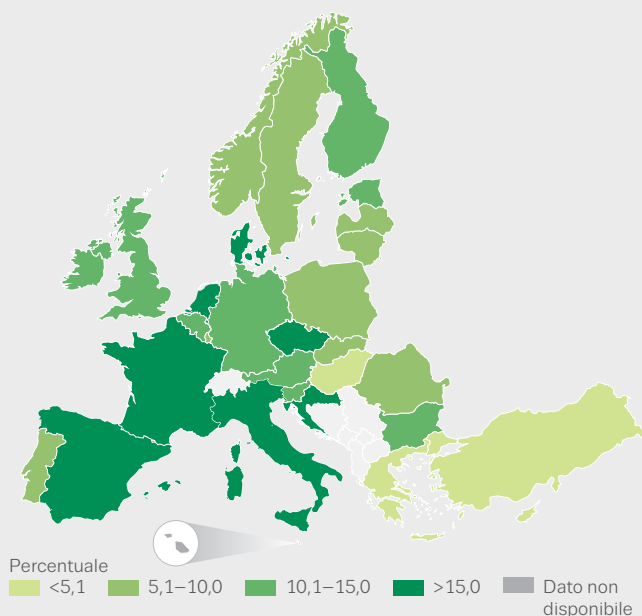 Percentuale
<5,1 5,1–10,0 10,1–15,0 >15,0 Dato non
disponibile